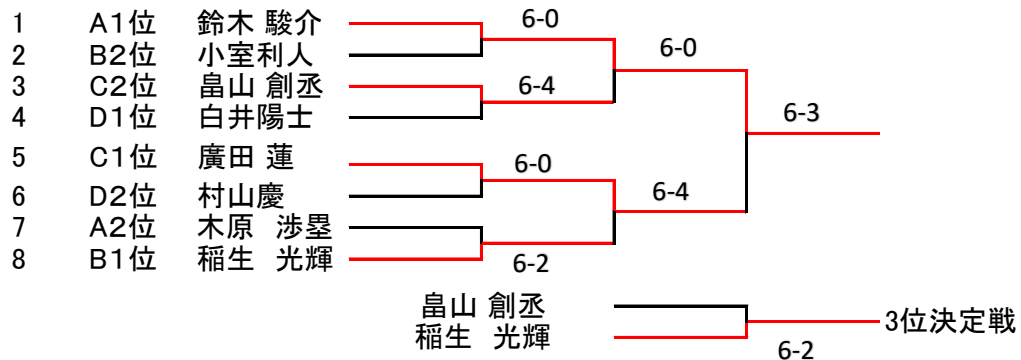 1 A1位 鈴木 駿介
6-0
2 B2位 小室利人
6-0
3 C2位 畠山 創丞
6-4
4 D1位 白井陽士
6-3
5 C1位 廣田 蓮
6-0
6 D2位 村山慶
6-4
7 A2位 木原 渉塁
8 B1位 稲生 光輝
6-2
畠山 創丞
稲生 光輝
3位決定戦
6-2